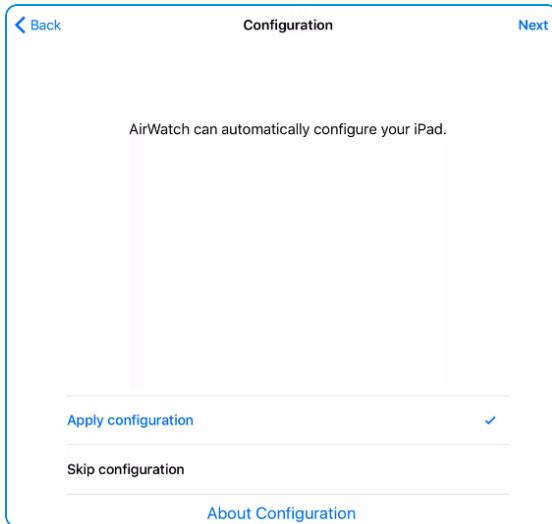 Back
Configuration
Next
AirWatch can automatically configure your iPad.
Apply configuration
Skip configuration
About Configuration